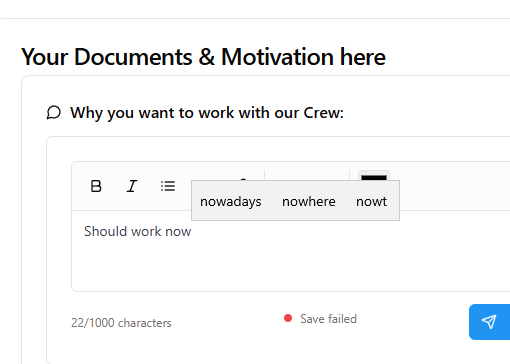 Your Documents & Motivation here
Why you want to work with our Crew:
B I
nowadays nowhere nowt
Should work now
22/1000 characters
Save failed